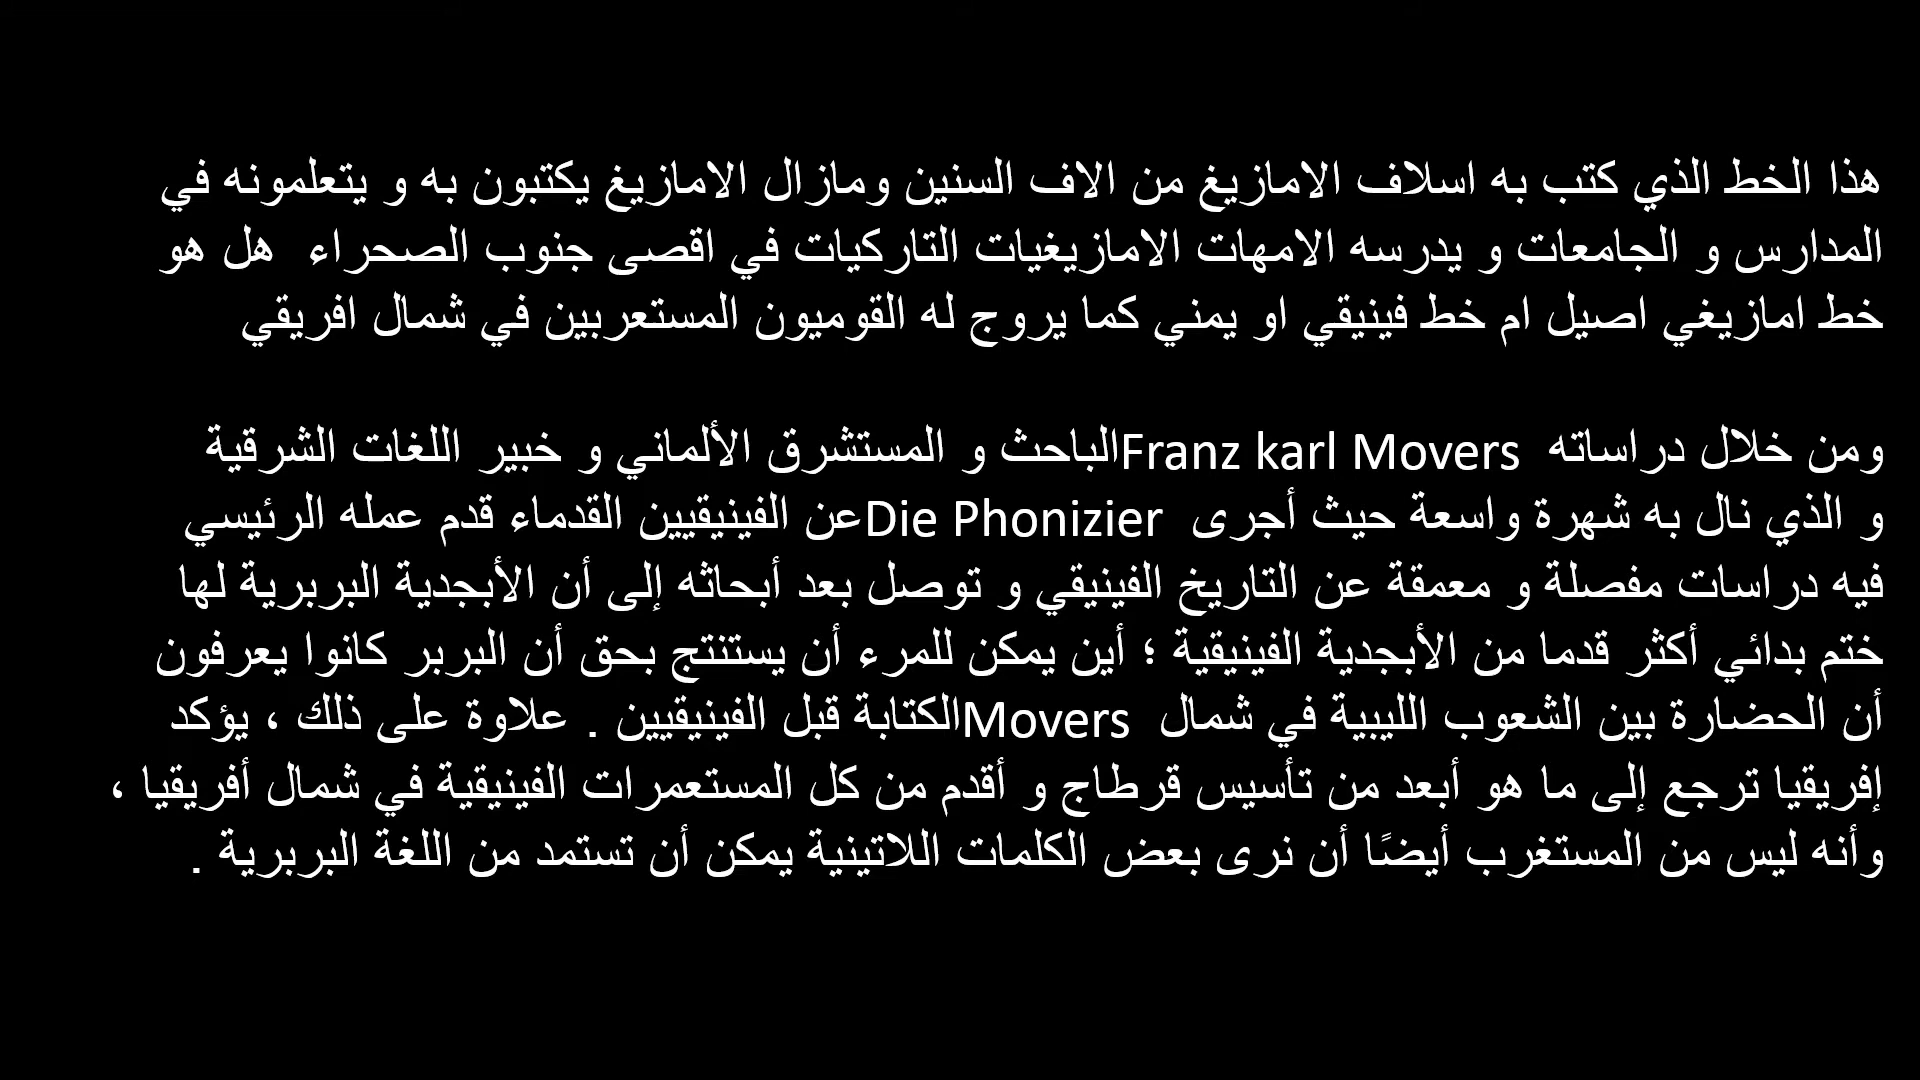 هذا الخط الذي كتب به اسلاف الامازيغ من الاف السنين ومازال الامازيغ يكتبون به و يتعلمونه في
المدارس و الجامعات و يدرسه الامهات الامازيغيات التاركيات في اقصى جنوب الصحراء هل هو
خط امازيغي اصيل ام خط فينيقي او يمني كما يروج له القوميون المستعربين في شمال افريقي
ومن خلال دراساته Franz karl Moversالباحث و المستشرق الألماني و خبير اللغات الشرقية
و الذي نال به شهرة واسعة حيث أجرى Die Phonizierعن الفينيقيين القدماء قدم عمله الرئيسي
فيه دراسات مفصلة و معمقة عن التاريخ الفينيقي و توصل بعد أبحاثه إلى أن الأبجدية البربرية لها
ختم بدائي أكثر قدما من الأبجدية الفينيقية ؛ أين يمكن للمرء أن يستنتج بحق أن البربر كانوا يعرفون
أن الحضارة بين الشعوب الليبية في شمال Moversالكتابة قبل الفينيقيين . علاوة على ذلك ، يؤكد
إفريقيا ترجع إلى ما هو أبعد من تأسيس قرطاج و أقدم من كل المستعمرات الفينيقية في شمال أفريقيا ،
وأنه ليس من المستغرب أيضًا أن نرى بعض الكلمات اللاتينية يمكن أن تستمد من اللغة البربرية .